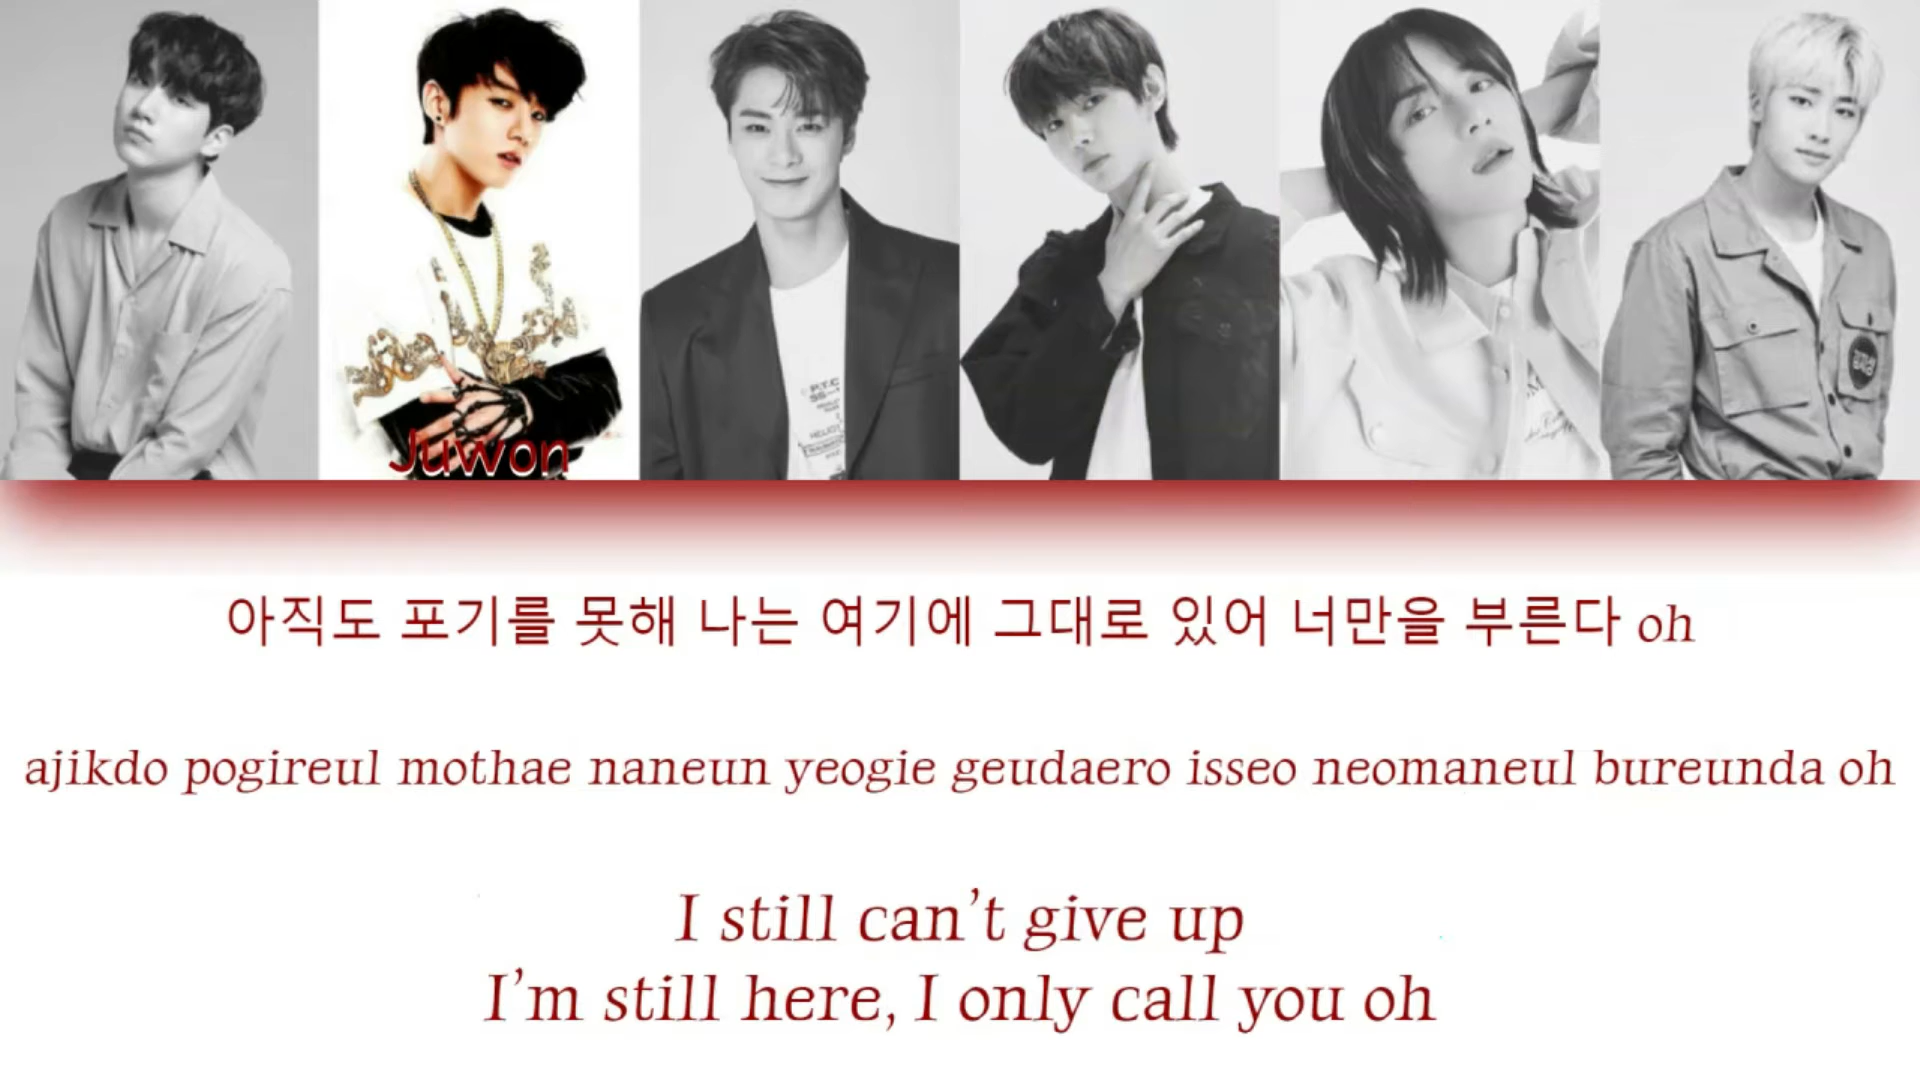 Juwon
아직도 포기를 못해 나는 여기에 그대로 있어 너만을 부른다 oh
ajikdo pogireul mothae naneun yeogie geudaero isseo neomaneul bureunda oh
I still can't give up
I'm still here, I only call you oh